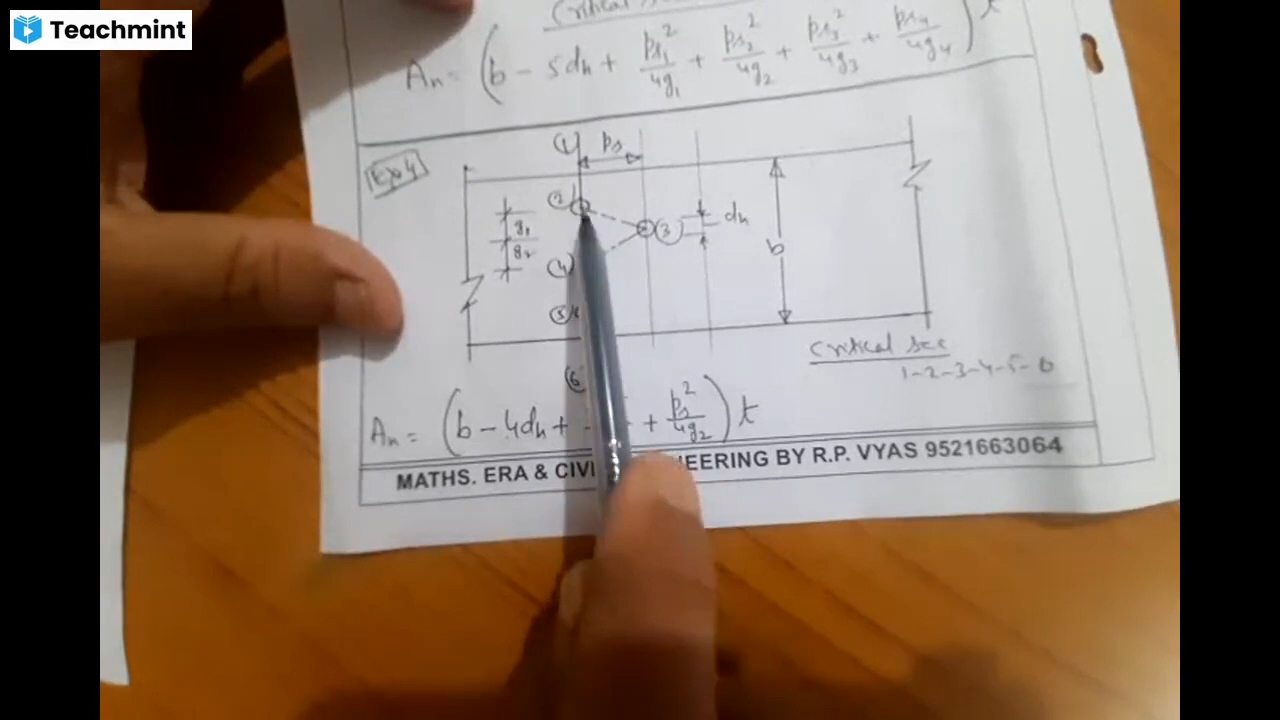 Teachmint
An = (b - 5dh + ps₁²/4g₁ + ps₂²/4g₂ + ps₃²/4g₃ + ps₄/4g₄) t
Ex. 4
(1)
ps
(2)
g₁
(3)
dh
g₂
(4)
b
(5)
critical sec
1-2-3-4-5-6
(6)
An = (b - 4dh + + ps²/4g₂) t
MATHS. ERA & CIVI EERING BY R.P. VYAS 9521663064